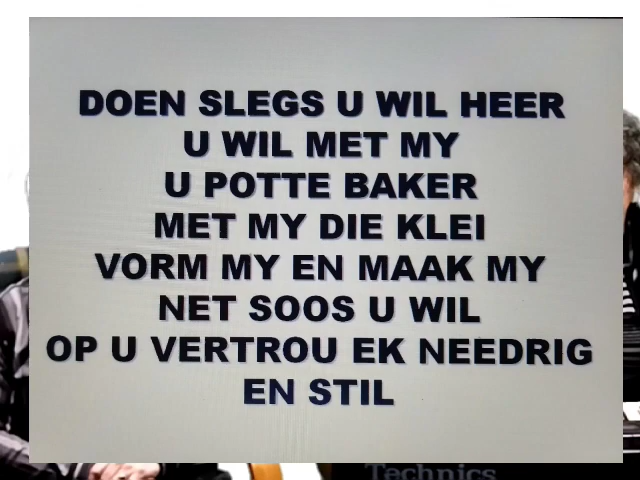 DOEN SLEGS U WIL HEER
U WIL MET MY
U POTTE BAKER
MET MY DIE KLEI
VORM MY EN MAAK MY
NET SOOS U WIL
OP U VERTROU EK NEEDRIG
EN STIL
Technics